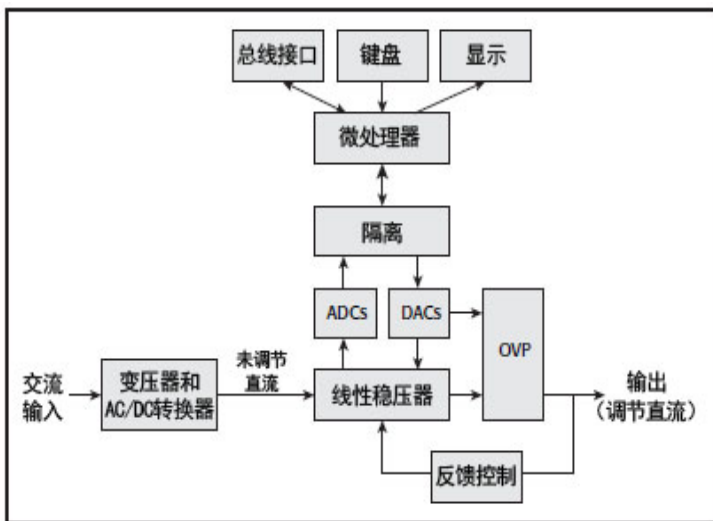 总线接口
键盘
显示
微处理器
隔离
ADCs
DACs
OVP
交流
输入
变压器和
AC/DC转换器
未调节
直流
线性稳压器
输出
（调节直流）
反馈控制